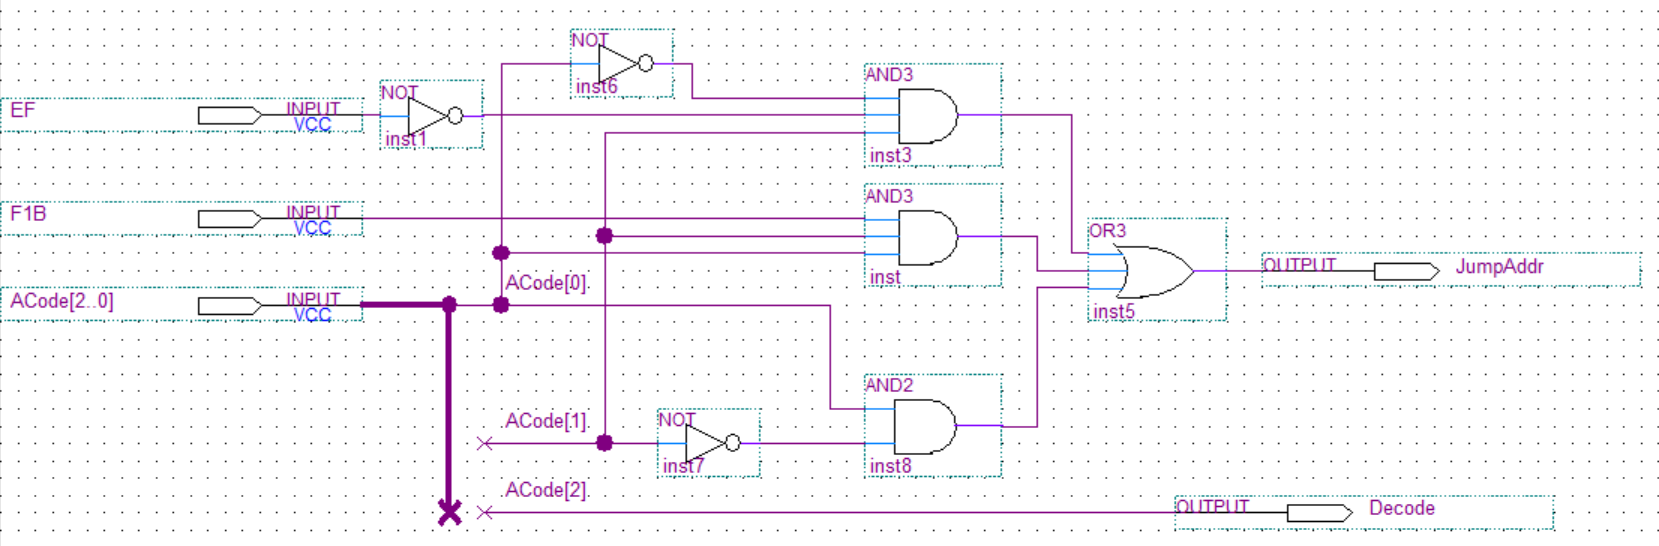 NOT
inst6
AND3
inst3
NOT
inst1
EF
INPUT
VCC
F1B
INPUT
VCC
AND3
inst
OR3
inst5
OUTPUT
JumpAddr
ACode[0]
ACode[2..0]
INPUT
VCC
AND2
inst8
ACode[1]
NOT
inst7
ACode[2]
OUTPUT
Decode